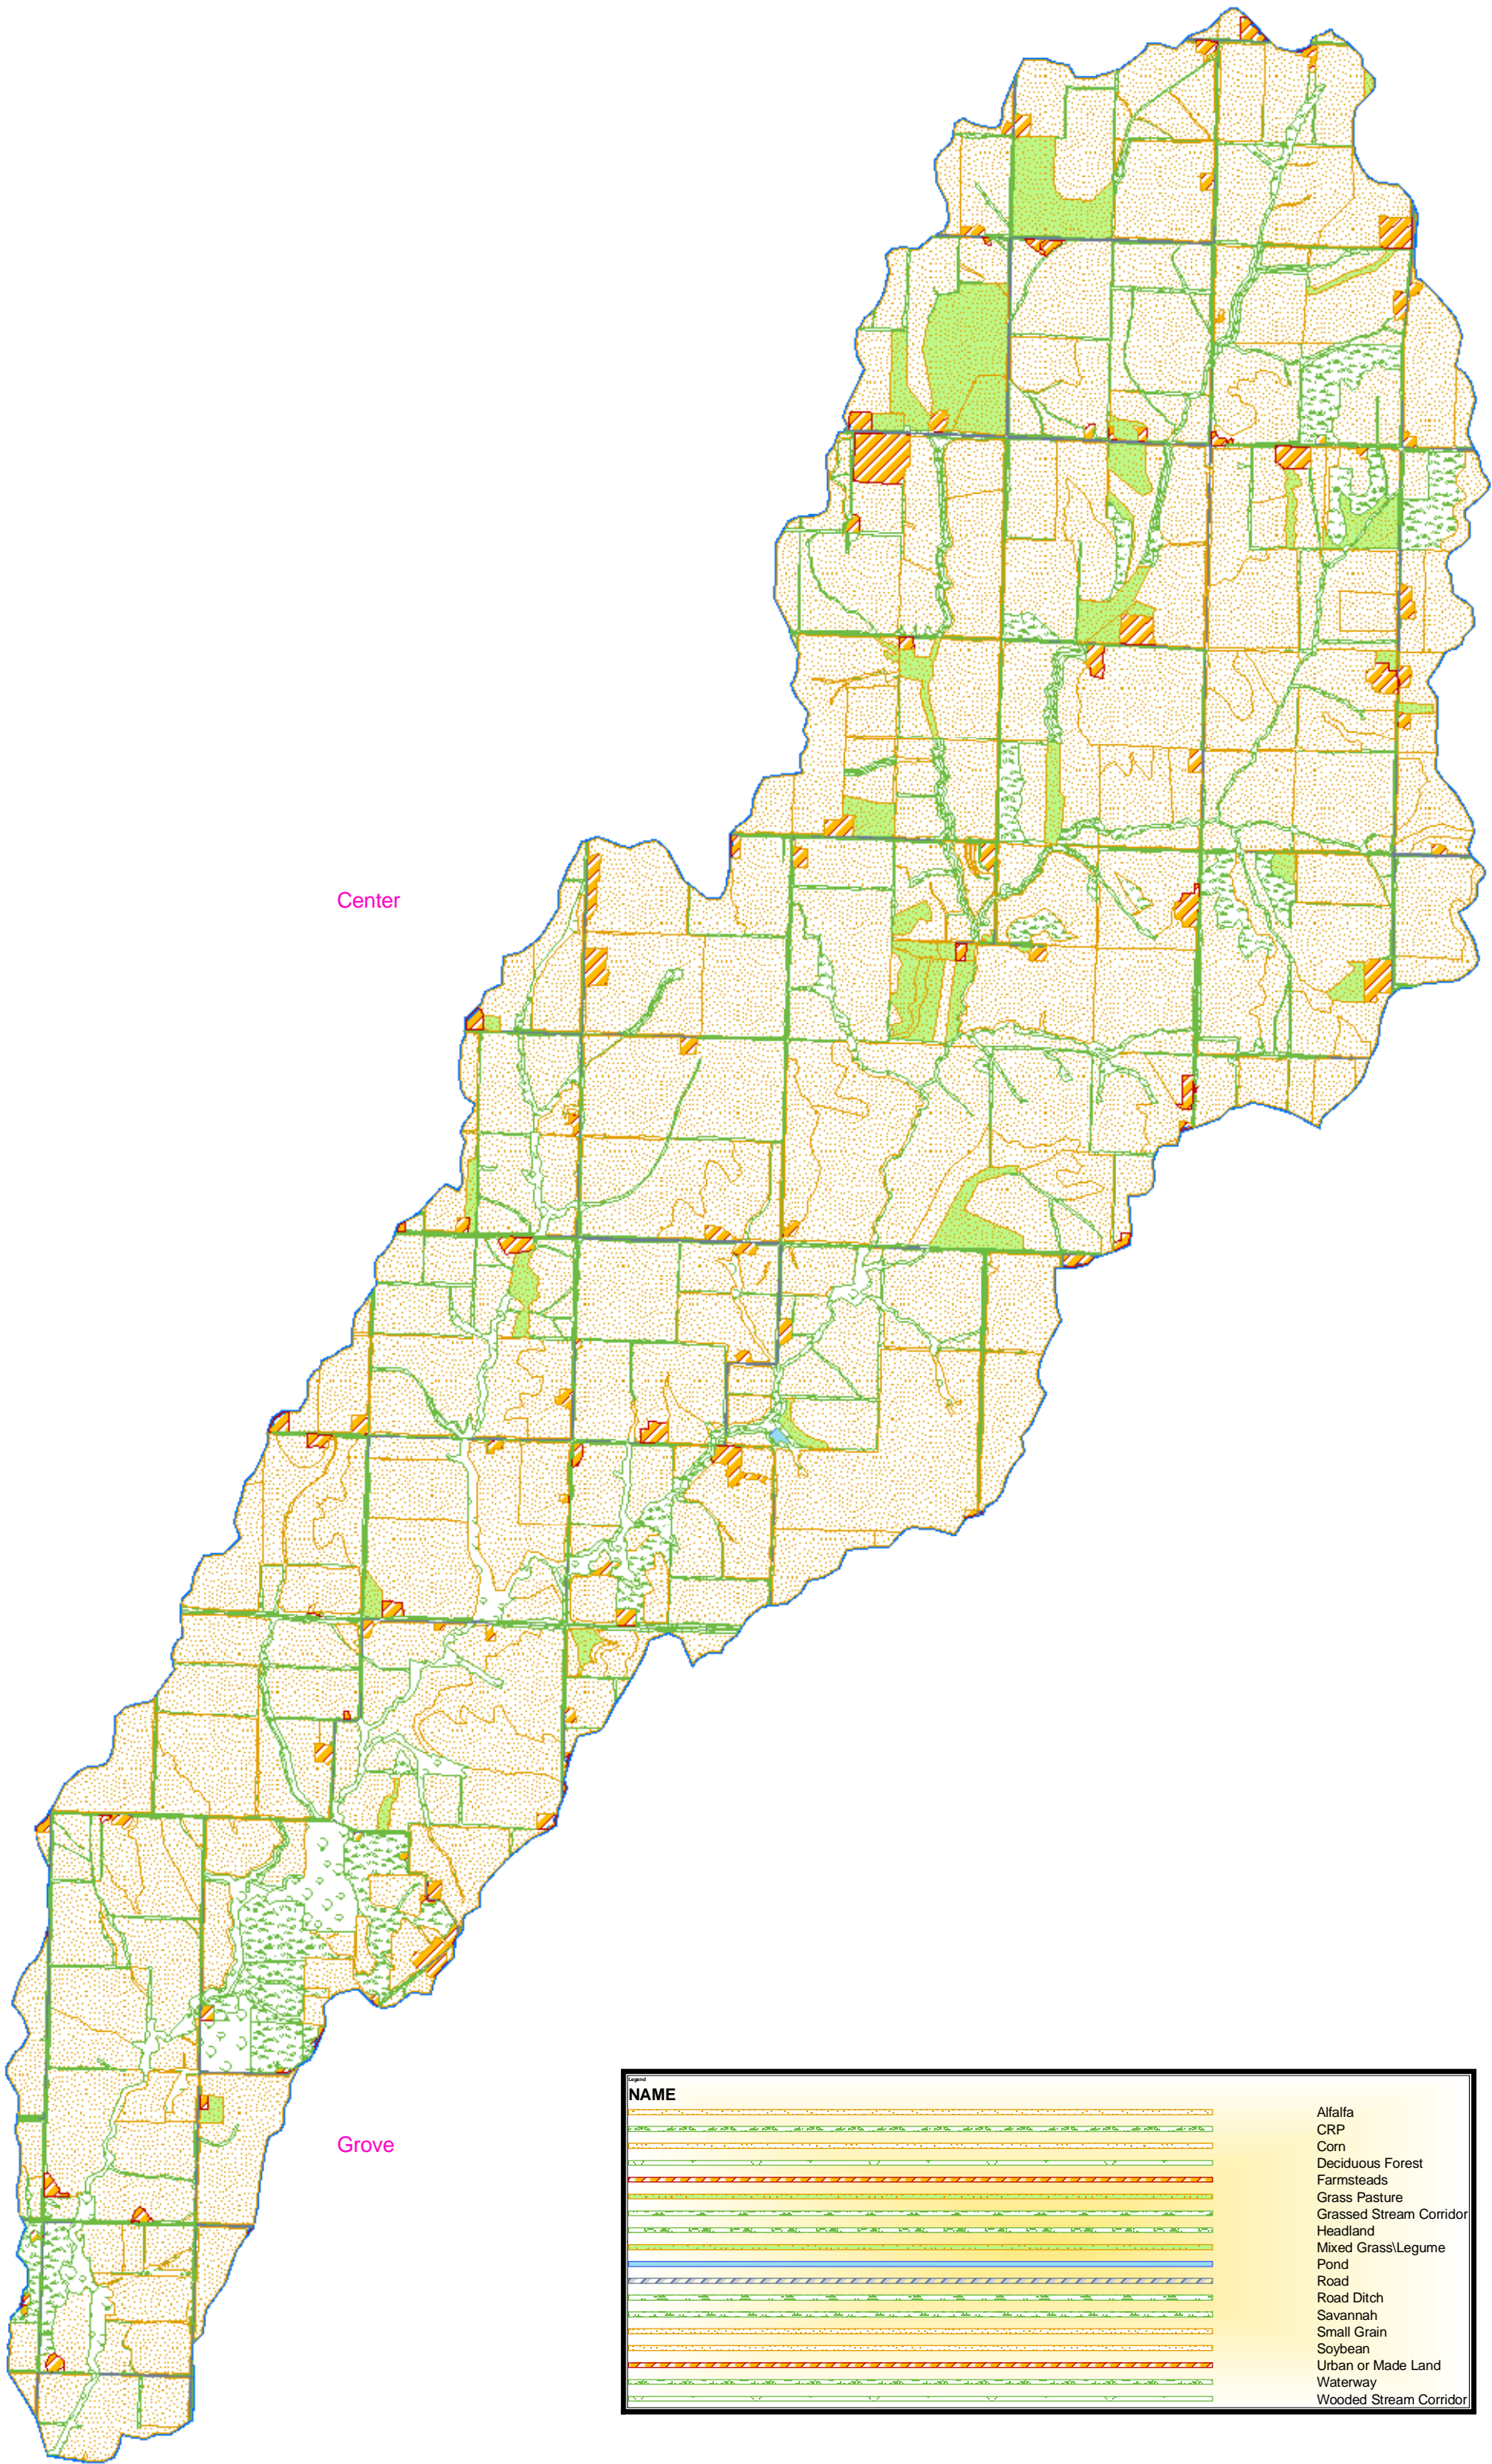 Center
Grove
Legend
NAME
Alfalfa
CRP
Corn
Deciduous Forest
Farmsteads
Grass Pasture
Grassed Stream Corridor
Headland
Mixed Grass\Legume
Pond
Road
Road Ditch
Savannah
Small Grain
Soybean
Urban or Made Land
Waterway
Wooded Stream Corridor